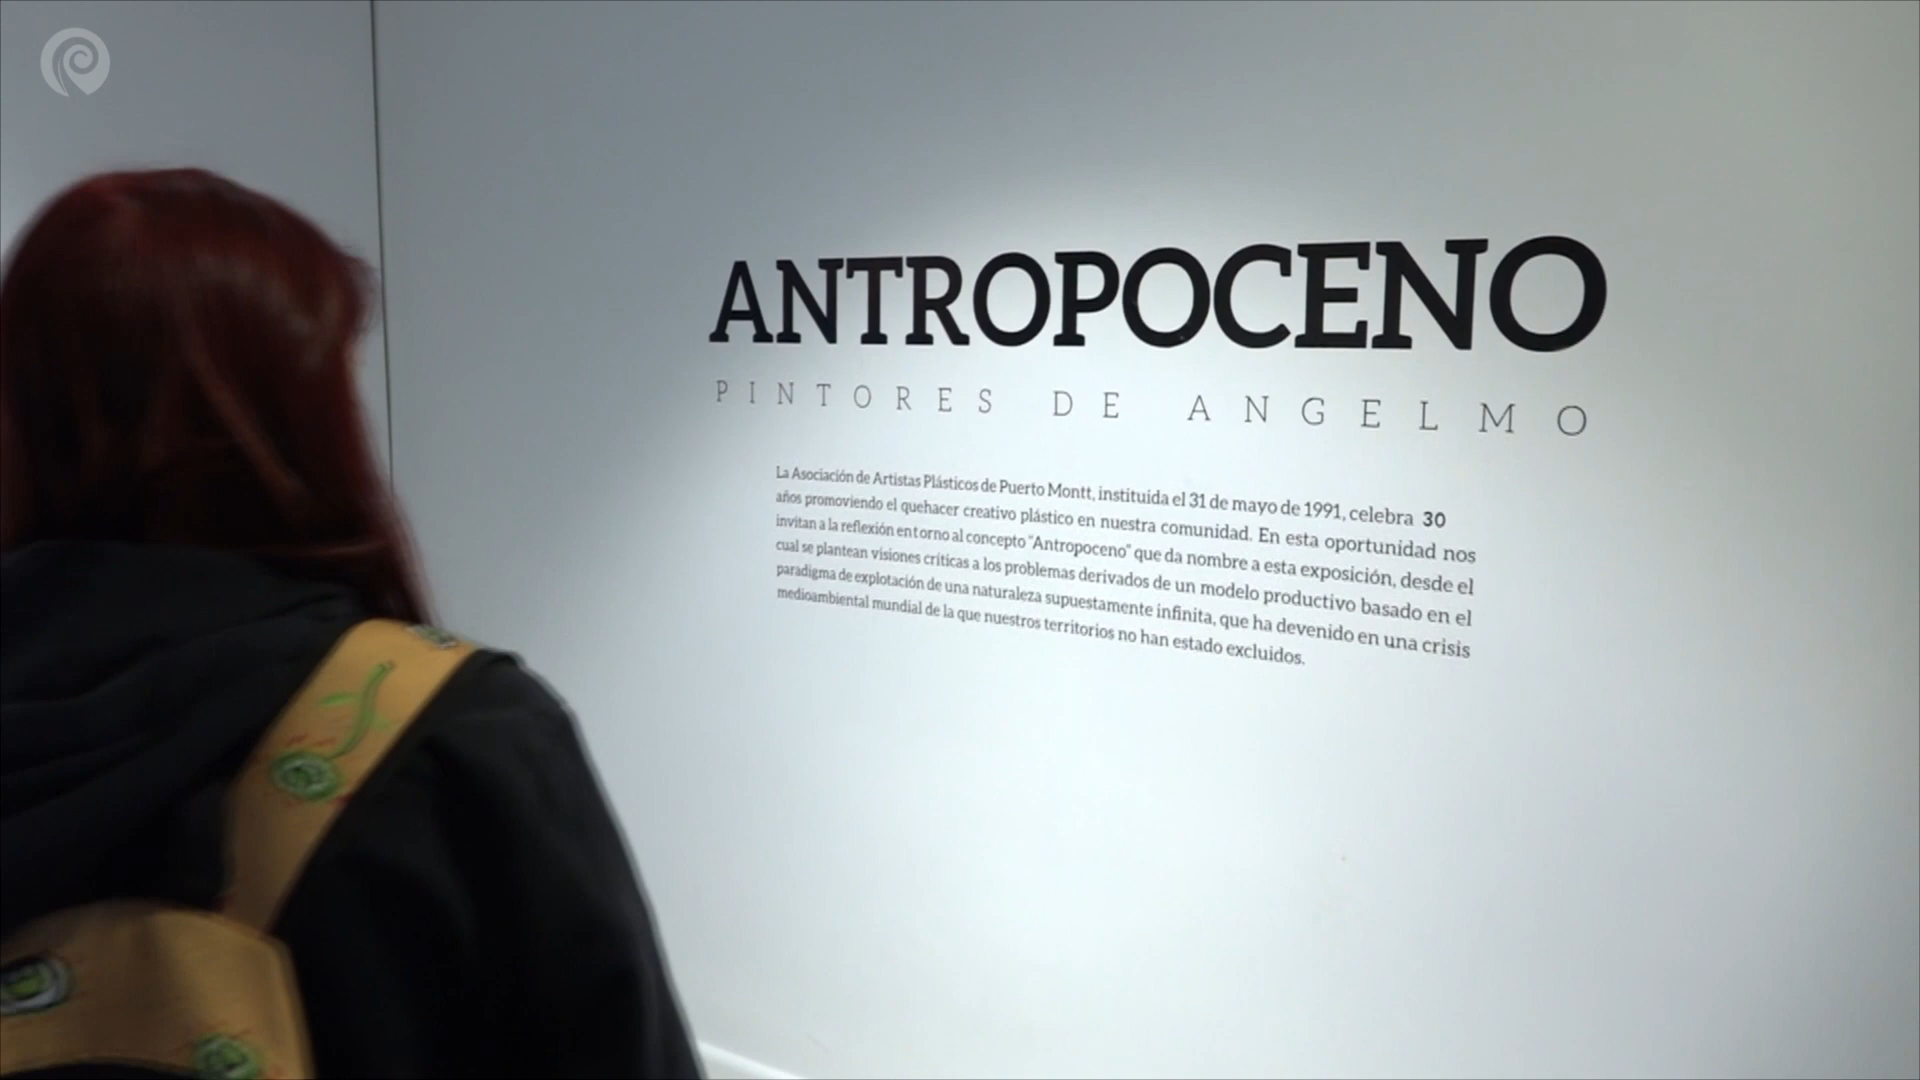 ANTROPOCENO
PINTORES DE ANGELMO
La Asociación de Artistas Plásticos de Puerto Montt, instituida el 31 de mayo de 1991, celebra 30
años promoviendo el quehacer creativo plástico en nuestra comunidad. En esta oportunidad nos
invitan a la reflexión en torno al concepto "Antropoceno" que da nombre a esta exposición, desde el
cual se plantean visiones críticas a los problemas derivados de un modelo productivo basado en el
paradigma de explotación de una naturaleza supuestamente infinita, que ha devenido en una crisis
medioambiental mundial de la que nuestros territorios no han estado excluidos.